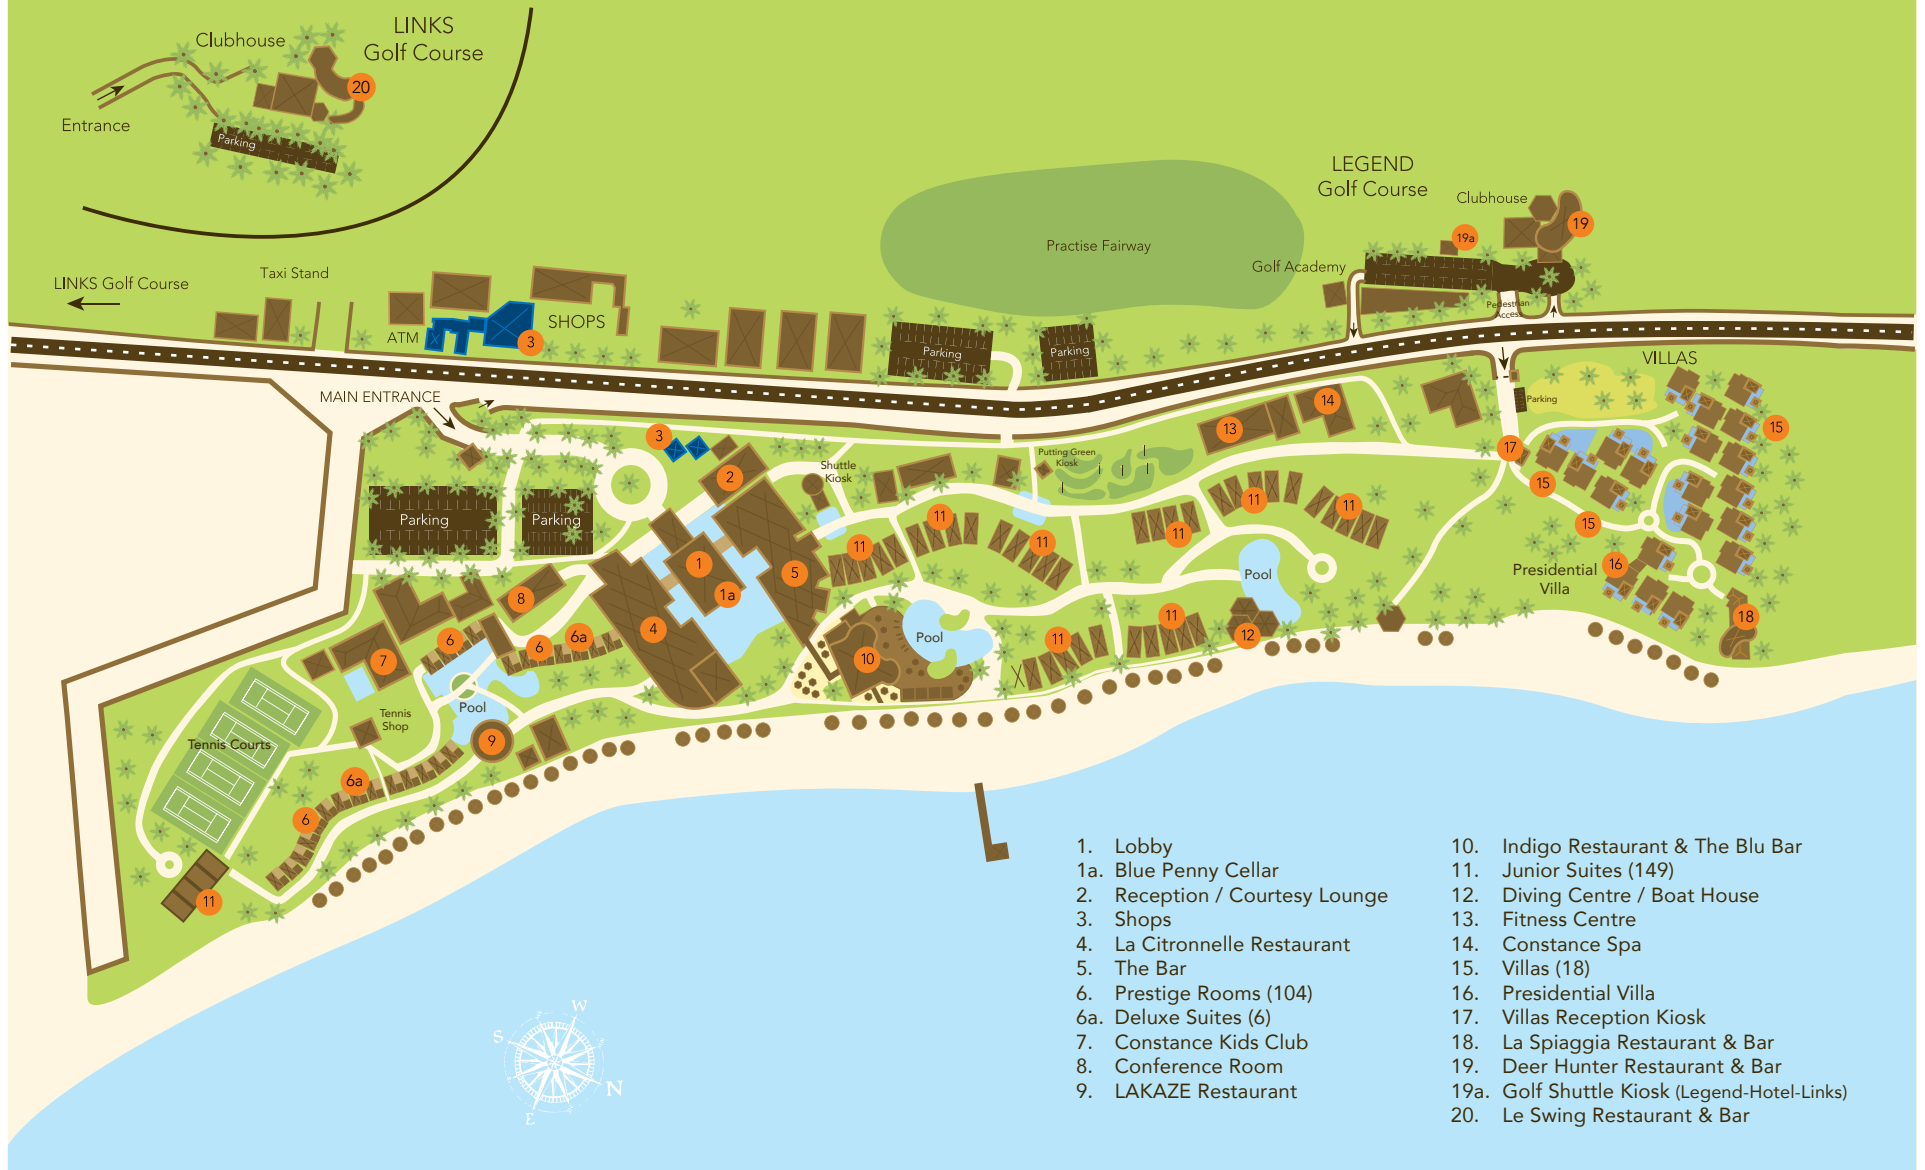 LINKS
Golf Course
Clubhouse
20
Entrance
Parking
LEGEND
Golf Course
Clubhouse
19
19a
Practise Fairway
Golf Academy
Pedestrian
Access
LINKS Golf Course
Taxi Stand
ATM
SHOPS
3
Parking
Parking
VILLAS
Parking
MAIN ENTRANCE
3
2
Shuttle
Kiosk
Putting Green
Kiosk
13
14
17
15
15
15
Parking
Parking
11
11
11
11
11
11
1
1a
5
4
8
Pool
Presidential
Villa
16
18
6
6
6a
7
10
Pool
11
11
12
Tennis
Shop
Pool
9
Tennis Courts
6a
6
11
W
S
N
E
1. Lobby
1a. Blue Penny Cellar
2. Reception / Courtesy Lounge
3. Shops
4. La Citronnelle Restaurant
5. The Bar
6. Prestige Rooms (104)
6a. Deluxe Suites (6)
7. Constance Kids Club
8. Conference Room
9. LAKAZE Restaurant
10. Indigo Restaurant & The Blu Bar
11. Junior Suites (149)
12. Diving Centre / Boat House
13. Fitness Centre
14. Constance Spa
15. Villas (18)
16. Presidential Villa
17. Villas Reception Kiosk
18. La Spiaggia Restaurant & Bar
19. Deer Hunter Restaurant & Bar
19a. Golf Shuttle Kiosk (Legend-Hotel-Links)
20. Le Swing Restaurant & Bar